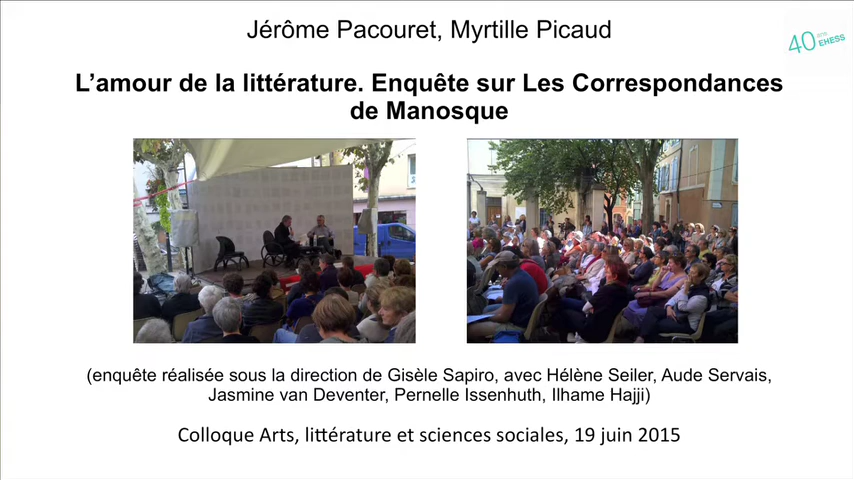 Jérôme Pacouret, Myrtille Picaud
40 ans
EHESS
L’amour de la littérature. Enquête sur Les Correspondances
de Manosque
(enquête réalisée sous la direction de Gisèle Sapiro, avec Hélène Seiler, Aude Servais,
Jasmine van Deventer, Pernelle Issenhuth, Ilhame Hajji)
Colloque Arts, littérature et sciences sociales, 19 juin 2015